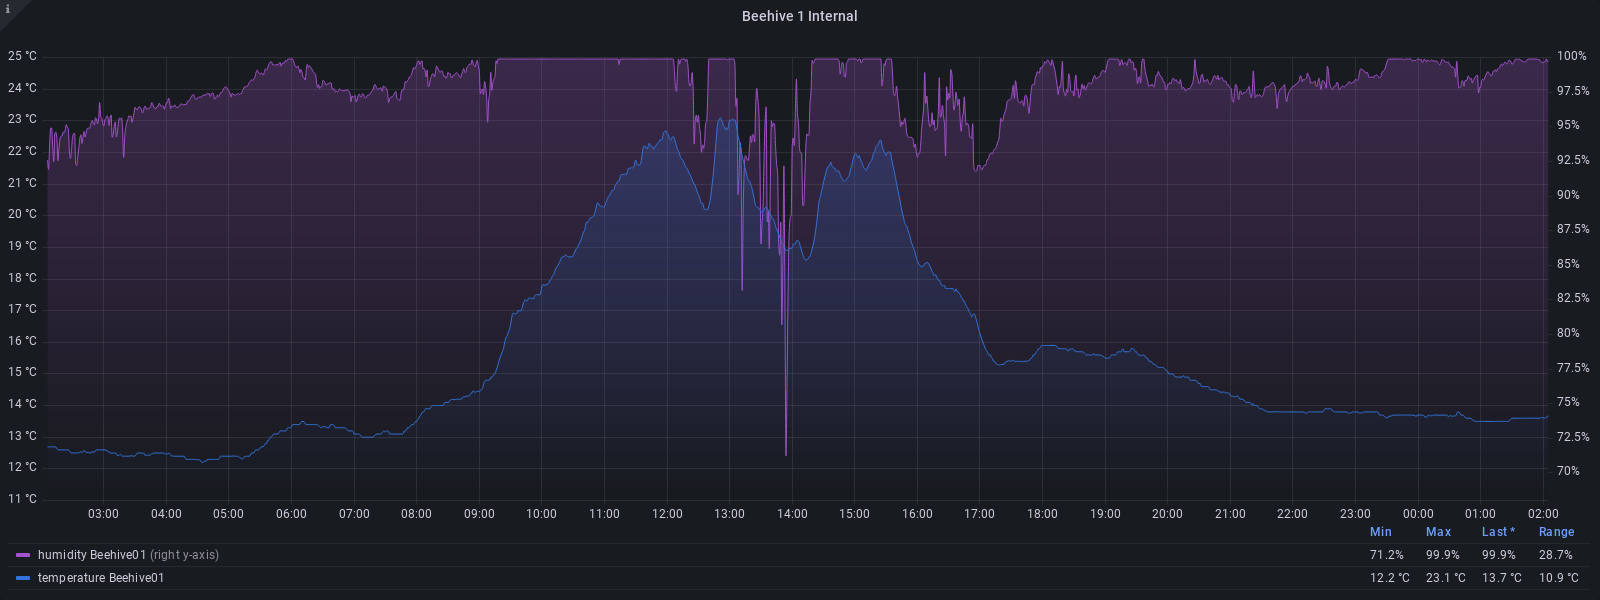 i
Beehive 1 Internal
25 °C
24 °C
23 °C
22 °C
21 °C
20 °C
19 °C
18 °C
17 °C
16 °C
15 °C
14 °C
13 °C
12 °C
11 °C
100%
97.5%
95%
92.5%
90%
87.5%
85%
82.5%
80%
77.5%
75%
72.5%
70%
03:00 04:00 05:00 06:00 07:00 08:00 09:00 10:00 11:00 12:00 13:00 14:00 15:00 16:00 17:00 18:00 19:00 20:00 21:00 22:00 23:00 00:00 01:00 02:00
Min Max Last * Range
humidity Beehive01 (right y-axis) 71.2% 99.9% 99.9% 28.7%
temperature Beehive01 12.2 °C 23.1 °C 13.7 °C 10.9 °C